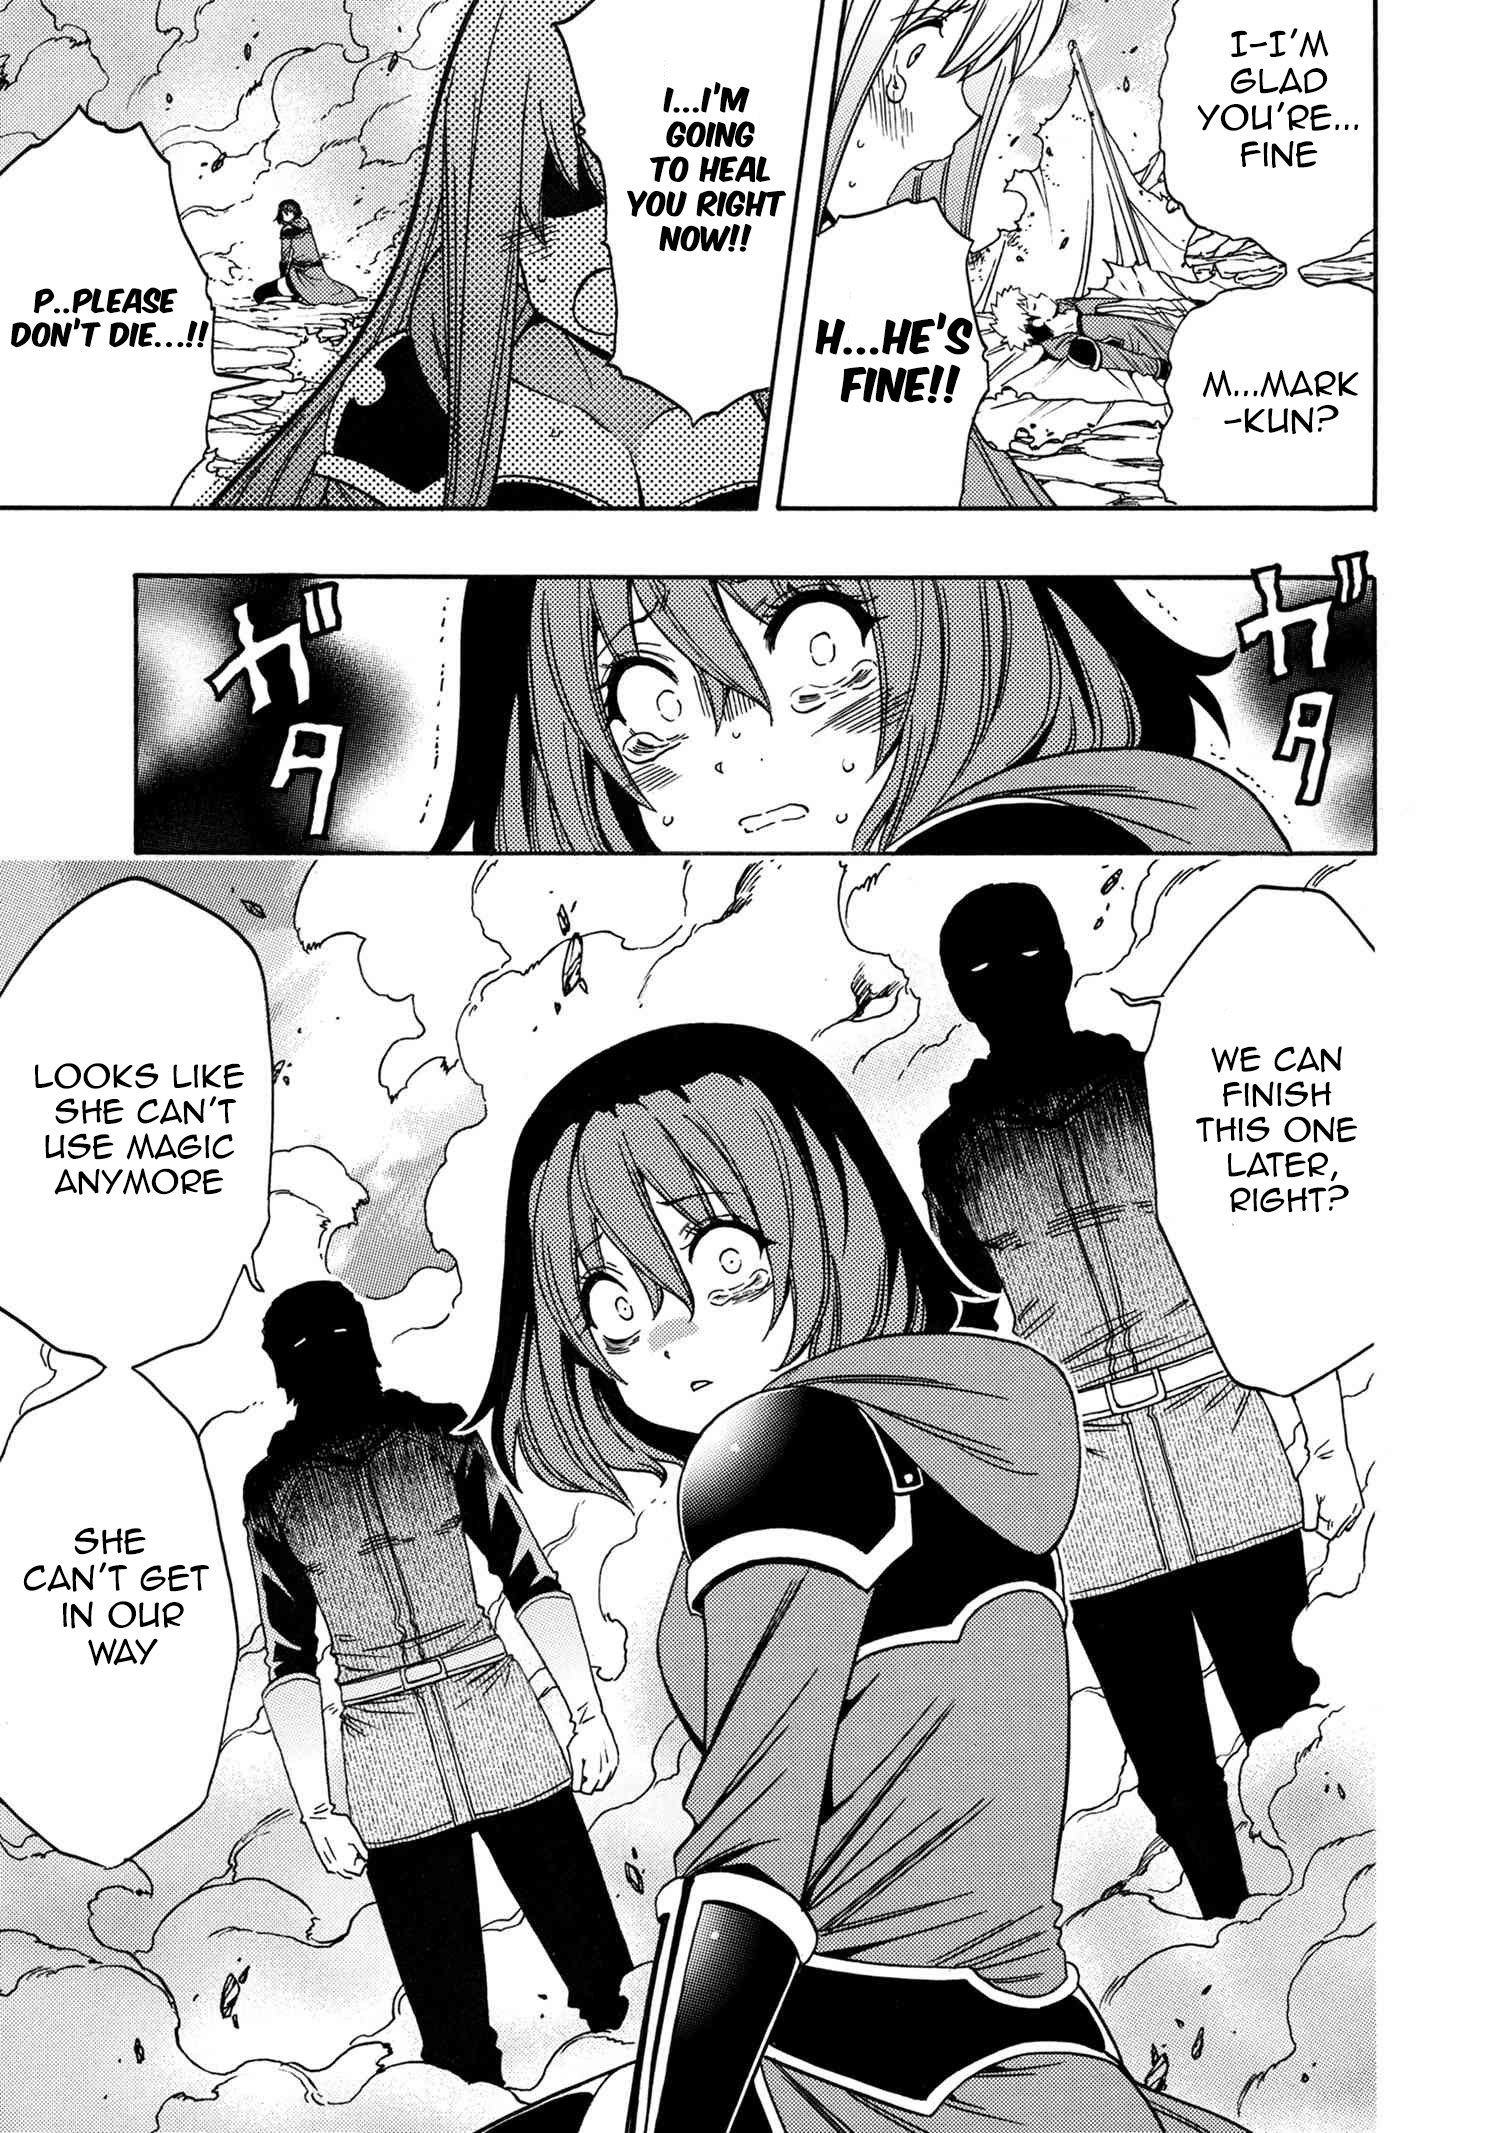 I-I'M
GLAD
YOU'RE...
FINE
M...MARK
-KUN?
H...HE'S
FINE!!
I...I'M
GOING
TO HEAL
YOU RIGHT
NOW!!
P..PLEASE
DON'T DIE...!!
ガタ
ガタ
WE CAN
FINISH
THIS ONE
LATER,
RIGHT?
LOOKS LIKE
SHE CAN'T
USE MAGIC
ANYMORE
SHE
CAN'T GET
IN OUR
WAY